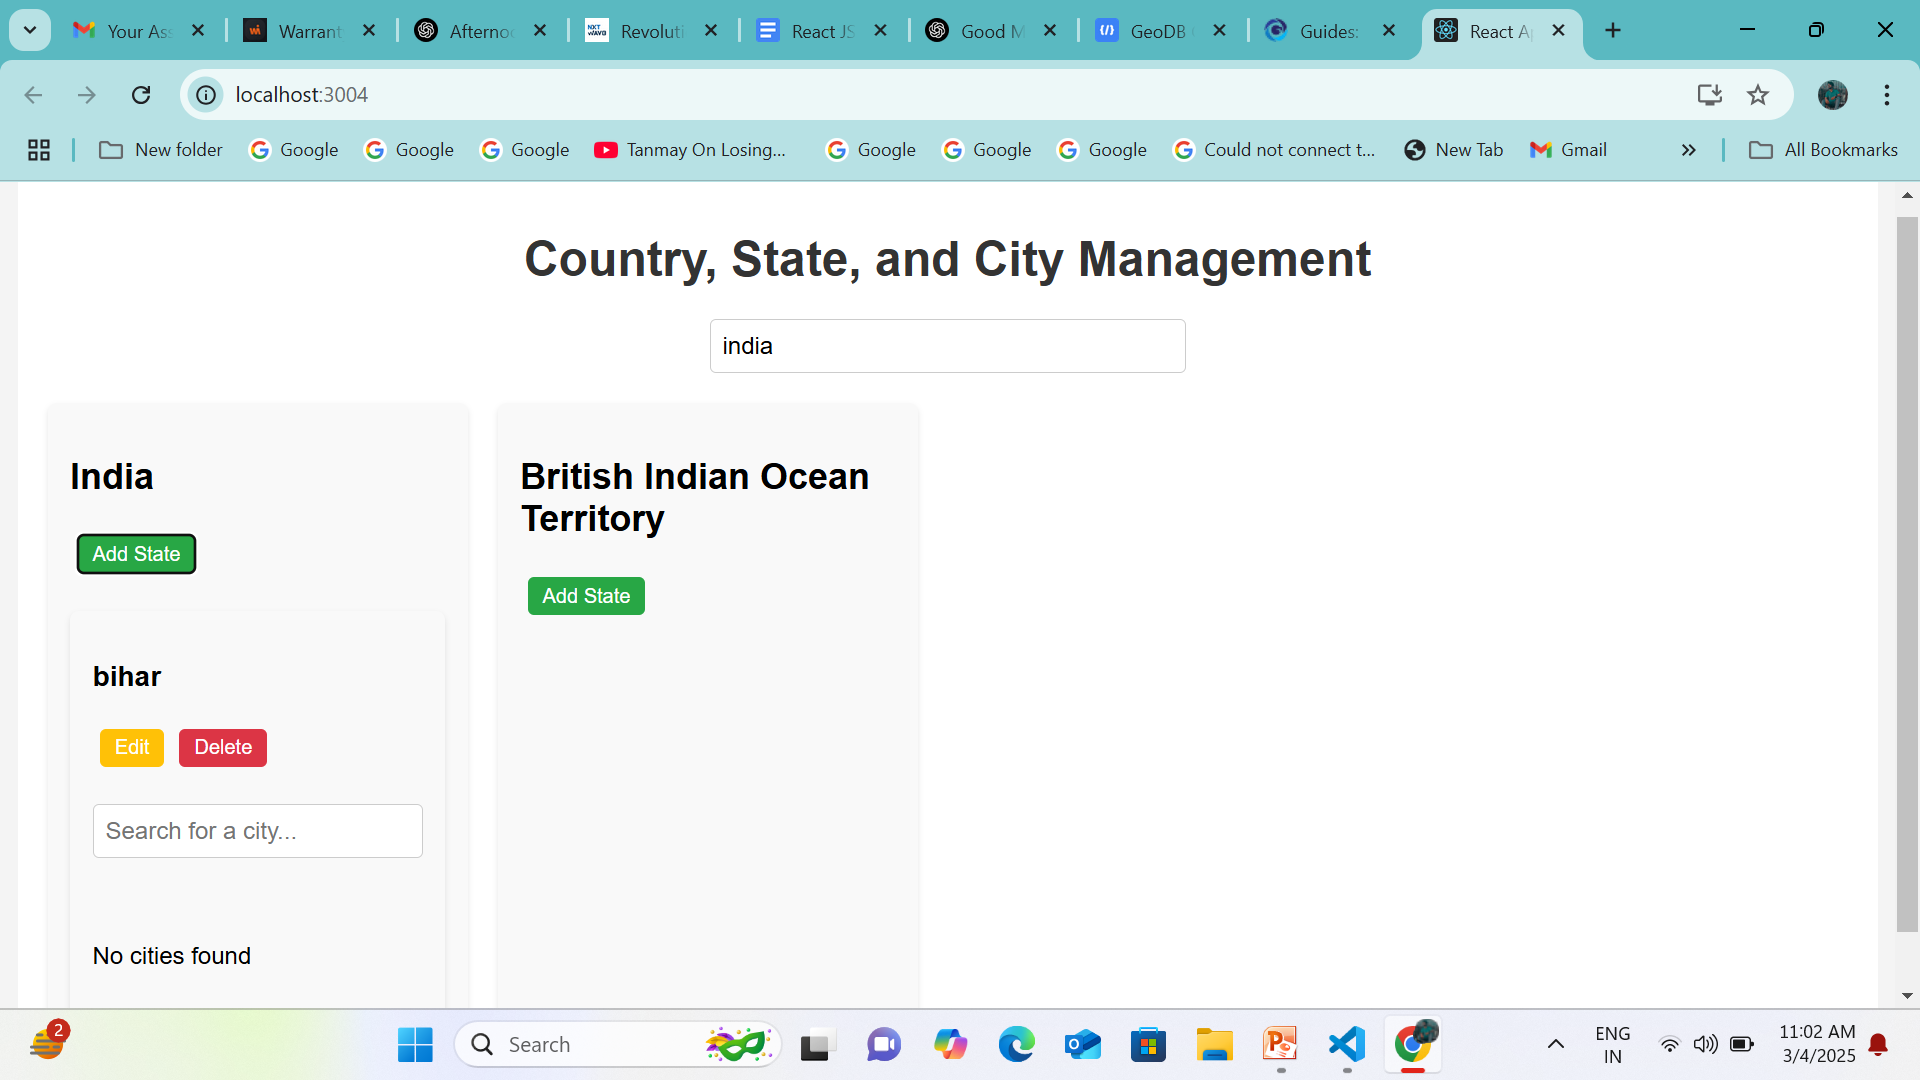 Your Ass
Warrant
Afternoo
Revoluti
React JS
Good M
GeoDB
Guides:
React Ap
localhost:3004
New folder
Google
Google
Google
Tanmay On Losing...
Google
Google
Google
Could not connect t...
New Tab
Gmail
All Bookmarks
Country, State, and City Management
india
India
Add State
bihar
Edit
Delete
Search for a city...
No cities found
British Indian Ocean
Territory
Add State
2
Search
ENG
IN
11:02 AM
3/4/2025